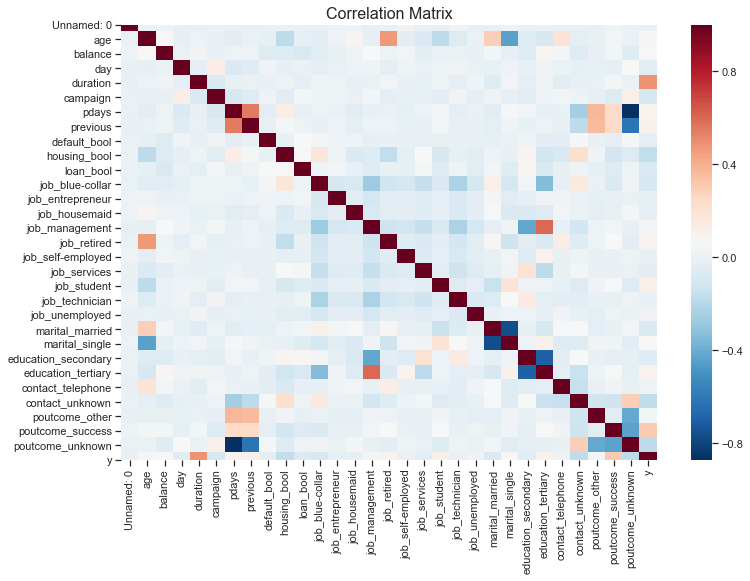 Correlation Matrix
Unnamed: 0
age
balance
day
duration
campaign
pdays
previous
default_bool
housing_bool
loan_bool
job_blue-collar
job_entrepreneur
job_housemaid
job_management
job_retired
job_self-employed
job_services
job_student
job_technician
job_unemployed
marital_married
marital_single
education_secondary
education_tertiary
contact_telephone
contact_unknown
poutcome_other
poutcome_success
poutcome_unknown
y
Unnamed: 0
age
balance
day
duration
campaign
pdays
previous
default_bool
housing_bool
loan_bool
job_blue-collar
job_entrepreneur
job_housemaid
job_management
job_retired
job_self-employed
job_services
job_student
job_technician
job_unemployed
marital_married
marital_single
education_secondary
education_tertiary
contact_telephone
contact_unknown
poutcome_other
poutcome_success
poutcome_unknown
y
0.8
0.4
0.0
−0.4
−0.8